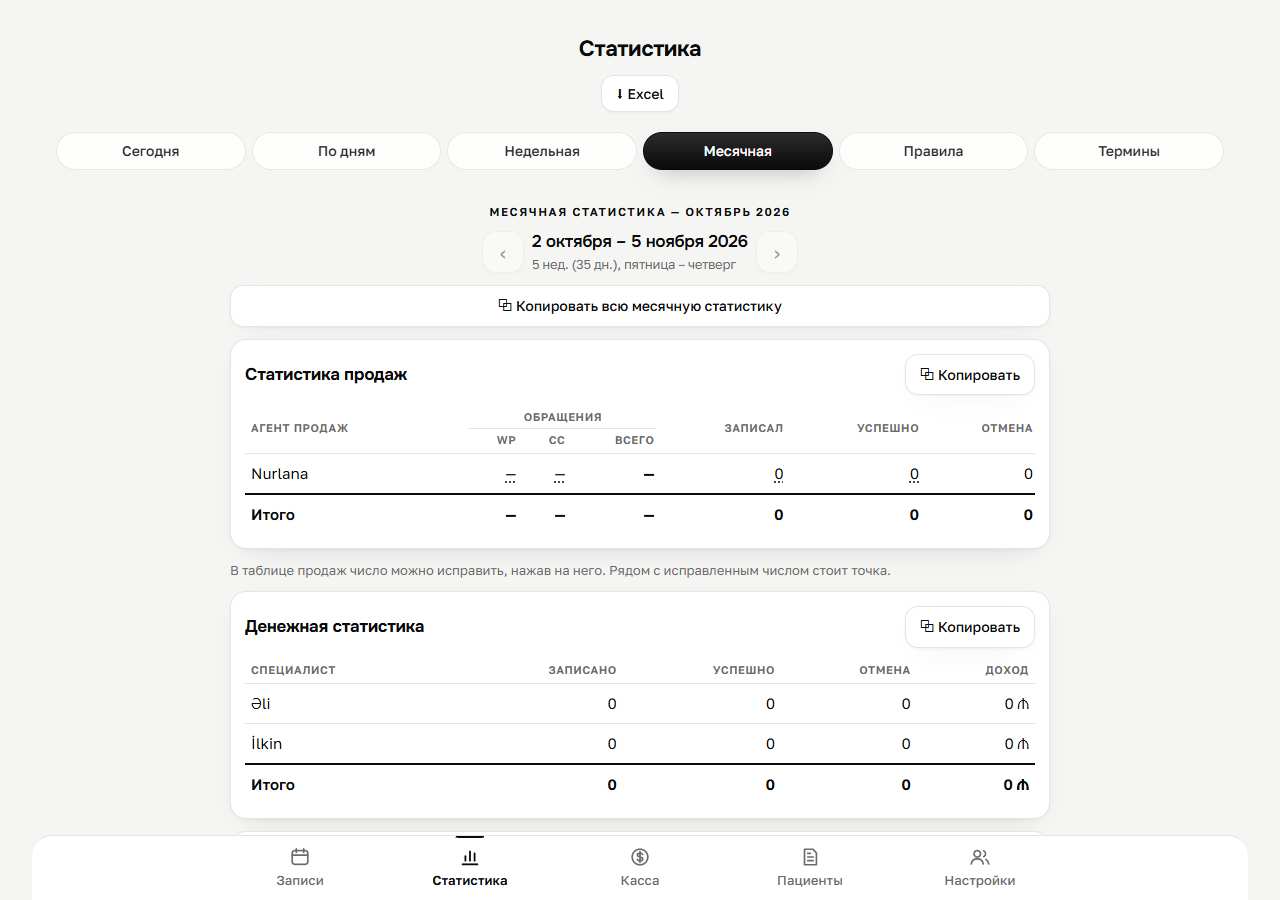 Статистика
⭳ Excel
Сегодня По дням Недельная Месячная Правила Термины
МЕСЯЧНАЯ СТАТИСТИКА — ОКТЯБРЬ 2026
‹ 2 октября – 5 ноября 2026 ›
5 нед. (35 дн.), пятница – четверг
Копировать всю месячную статистику
Статистика продаж Копировать
АГЕНТ ПРОДАЖ ОБРАЩЕНИЯ ЗАПИСАЛ УСПЕШНО ОТМЕНА
WP CC ВСЕГО
Nurlana — — — 0 0 0
Итого — — — 0 0 0
В таблице продаж число можно исправить, нажав на него. Рядом с исправленным числом стоит точка.
Денежная статистика Копировать
СПЕЦИАЛИСТ ЗАПИСАНО УСПЕШНО ОТМЕНА ДОХОД
Əli 0 0 0 0 ₼
İlkin 0 0 0 0 ₼
Итого 0 0 0 0 ₼
Записи Статистика Касса Пациенты Настройки